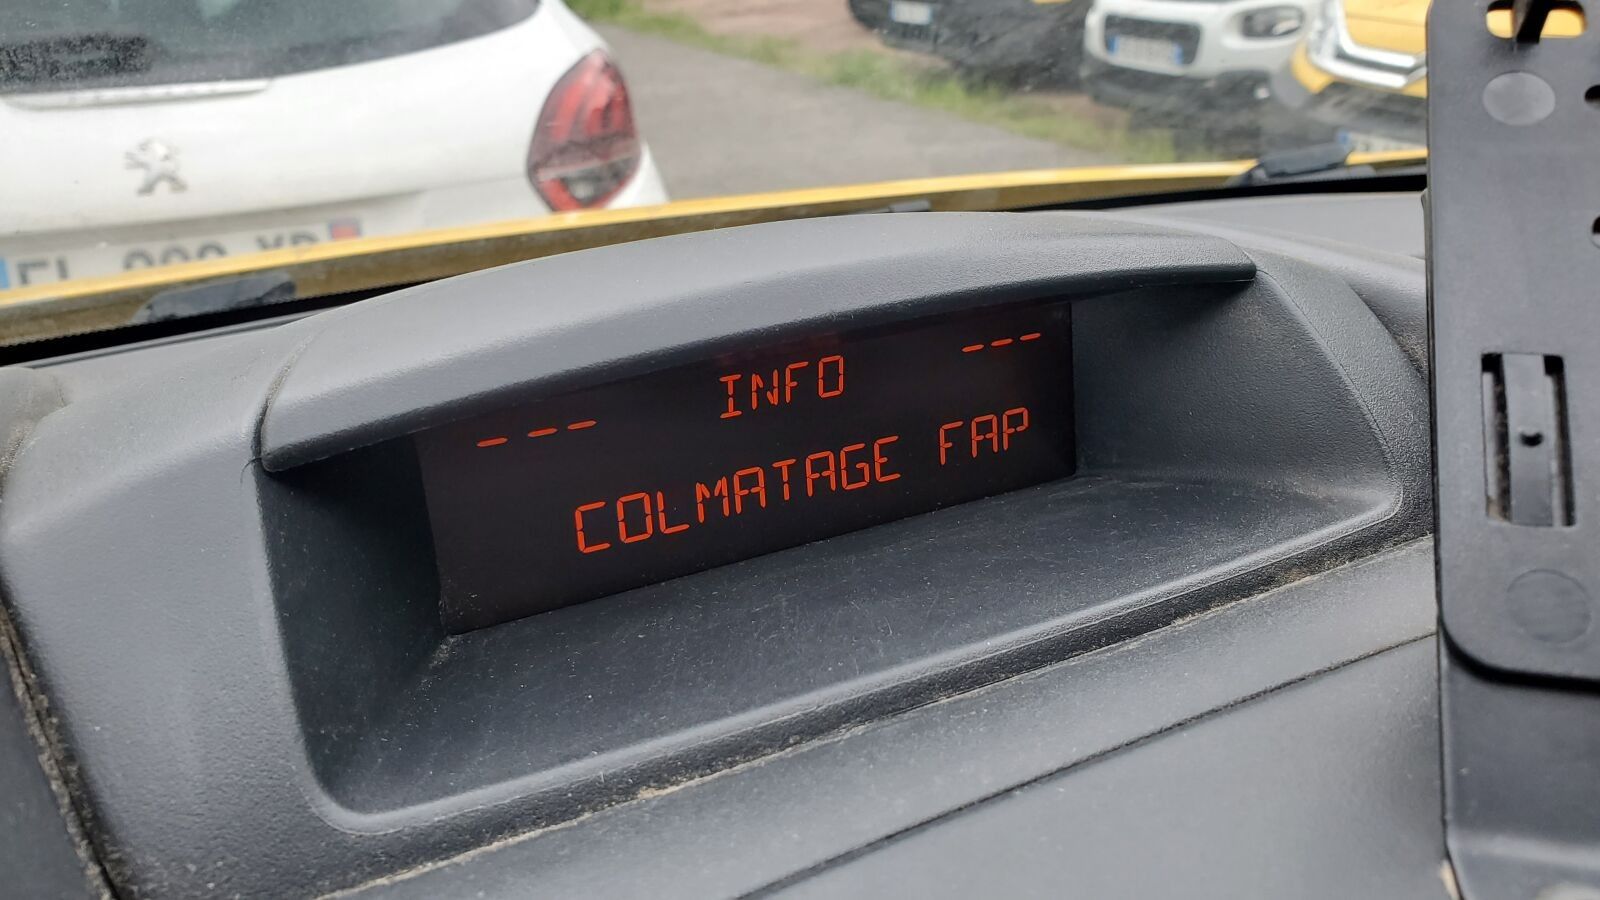 --- INFO ---
COLMATAGE FAP